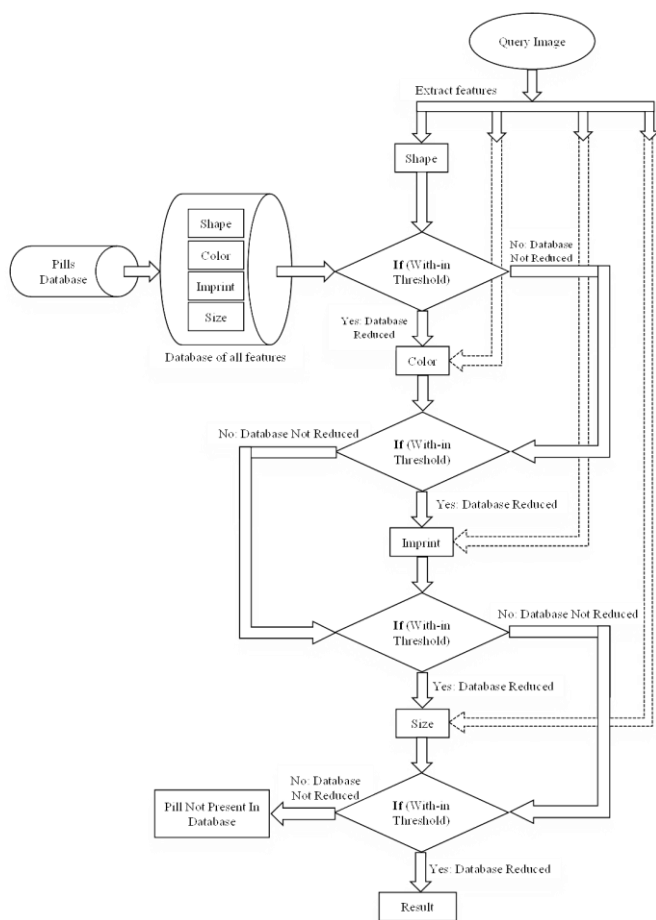 Query Image
Extract features
Shape
Pills
Database
Shape
Color
Imprint
Size
Database of all features
If (With-in
Threshold)
No: Database
Not Reduced
Yes: Database
Reduced
Color
No: Database Not Reduced
If (With-in
Threshold)
Yes: Database Reduced
Imprint
If (With-in
Threshold)
No: Database Not Reduced
Yes: Database Reduced
Size
No: Database
Not Reduced
Pill Not Present In
Database
If (With-in
Threshold)
Yes: Database Reduced
Result